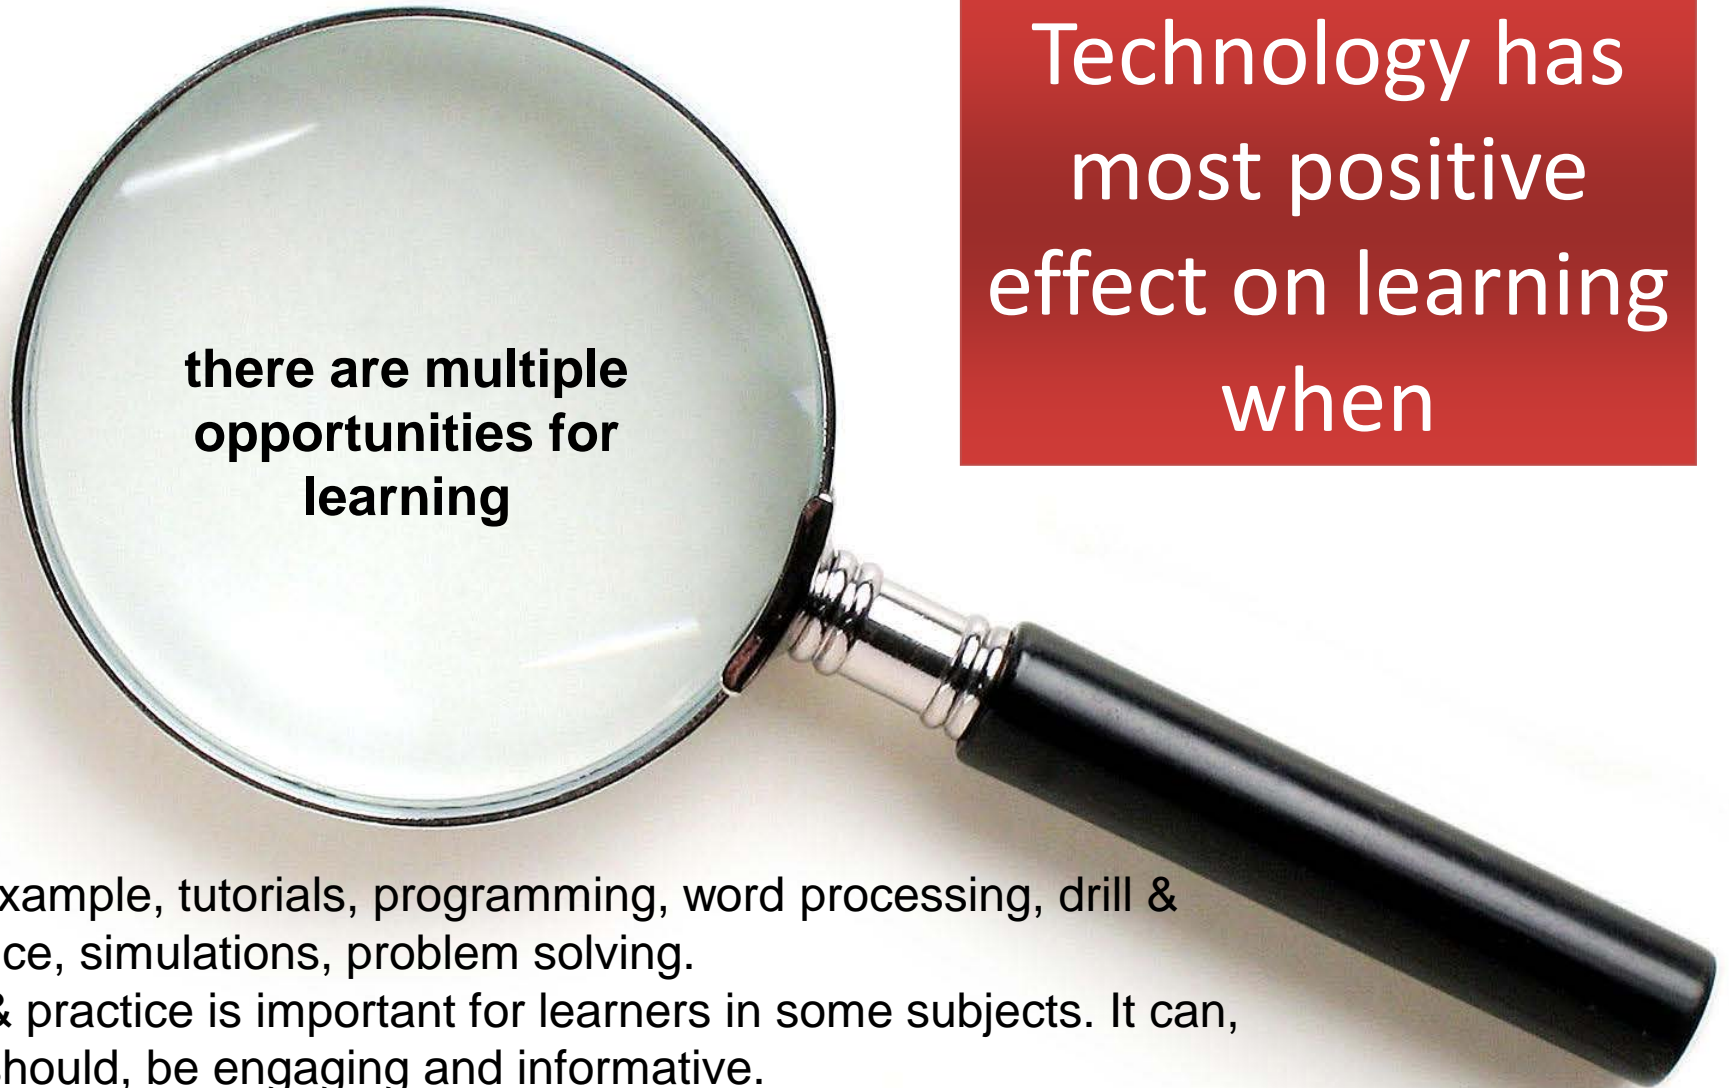 Technology has
most positive
effect on learning
when
there are multiple
opportunities for
learning
xample, tutorials, programming, word processing, drill &
ce, simulations, problem solving.
& practice is important for learners in some subjects. It can,
hould, be engaging and informative.